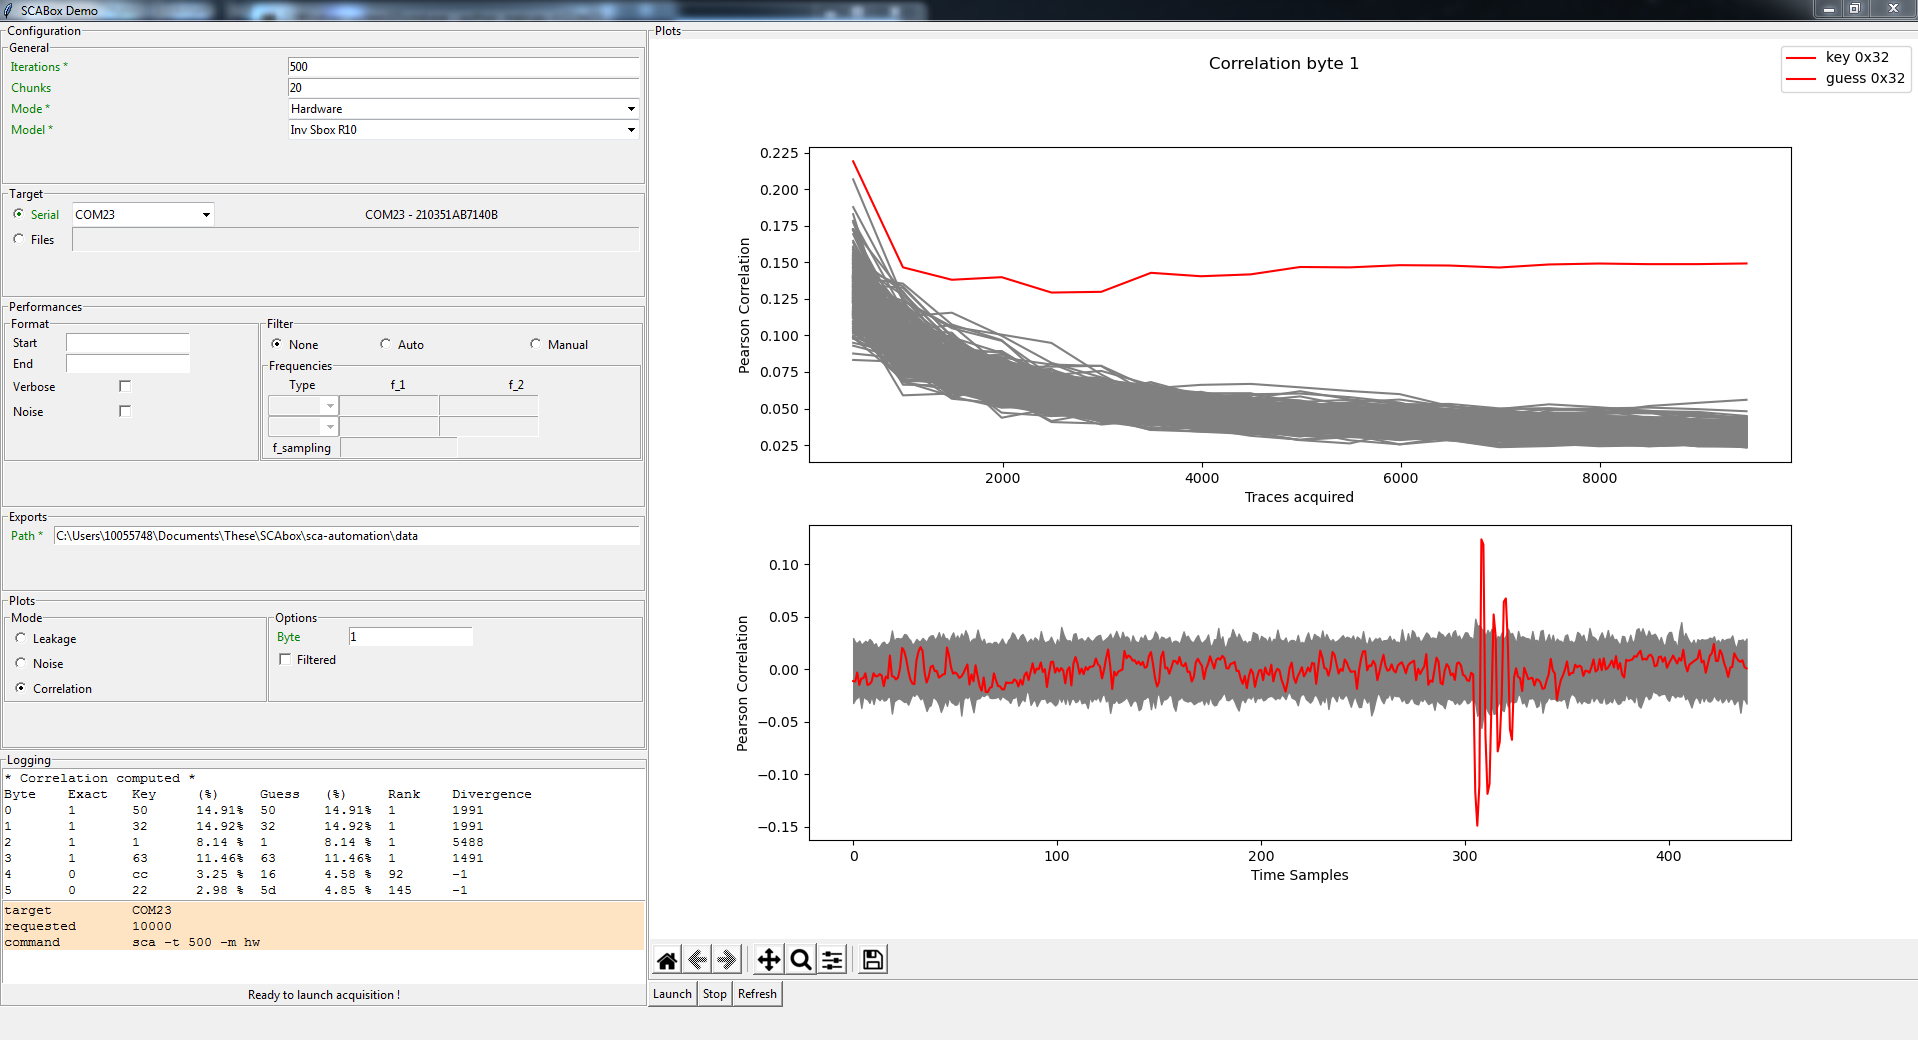 SCABox Demo
Configuration
General
Iterations * 500
Chunks 20
Mode * Hardware
Model * Inv Sbox R10
Target
Serial COM23 COM23 - 210351AB7140B
Files
Performances
Format
Start
End
Verbose
Noise
Filter
None Auto Manual
Frequencies
Type f_1 f_2
f_sampling
Exports
Path * C:\Users\10055748\Documents\These\SCAbox\sca-automation\data
Plots
Mode
Leakage
Noise
Correlation
Options
Byte 1
Filtered
Logging
* Correlation computed *
Byte Exact Key (%) Guess (%) Rank Divergence
0 1 50 14.91% 50 14.91% 1 1991
1 1 32 14.92% 32 14.92% 1 1991
2 1 1 8.14 % 1 8.14 % 1 5488
3 1 63 11.46% 63 11.46% 1 1491
4 0 cc 3.25 % 16 4.58 % 92 -1
5 0 22 2.98 % 5d 4.85 % 145 -1
target COM23
requested 10000
command sca -t 500 -m hw
Ready to launch acquisition !
Plots
Correlation byte 1
key 0x32
guess 0x32
Pearson Correlation
0.225
0.200
0.175
0.150
0.125
0.100
0.075
0.050
0.025
2000 4000 6000 8000
Traces acquired
Pearson Correlation
0.10
0.05
0.00
−0.05
−0.10
−0.15
0 100 200 300 400
Time Samples
Launch Stop Refresh